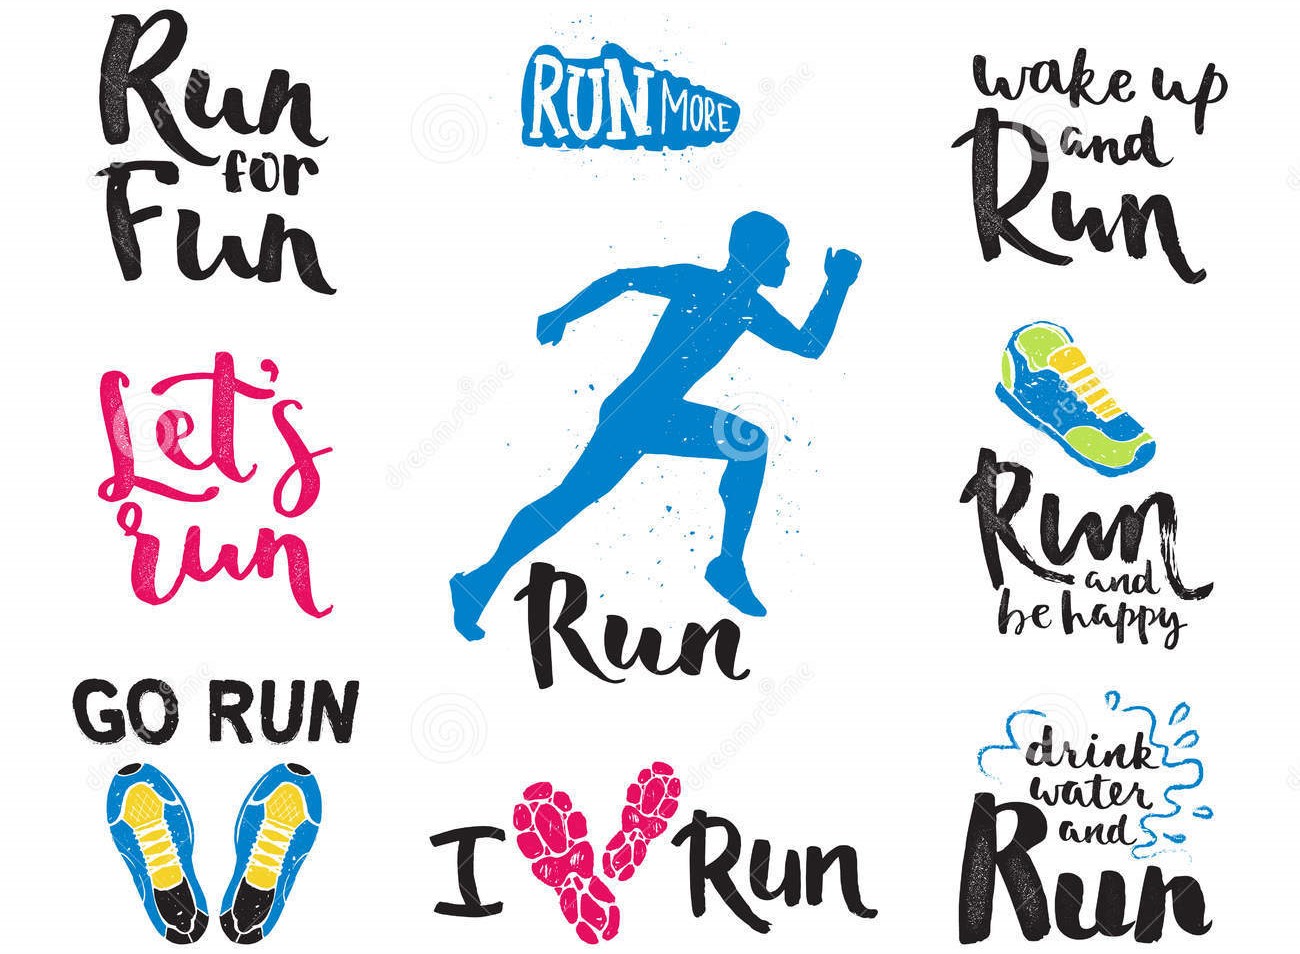 Run
for
Fun
RUN MORE
wake up
and
Run
Let's
run
Run
Run
and
be happy
GO RUN
I Run
drink
water
and
Run
dreamstime